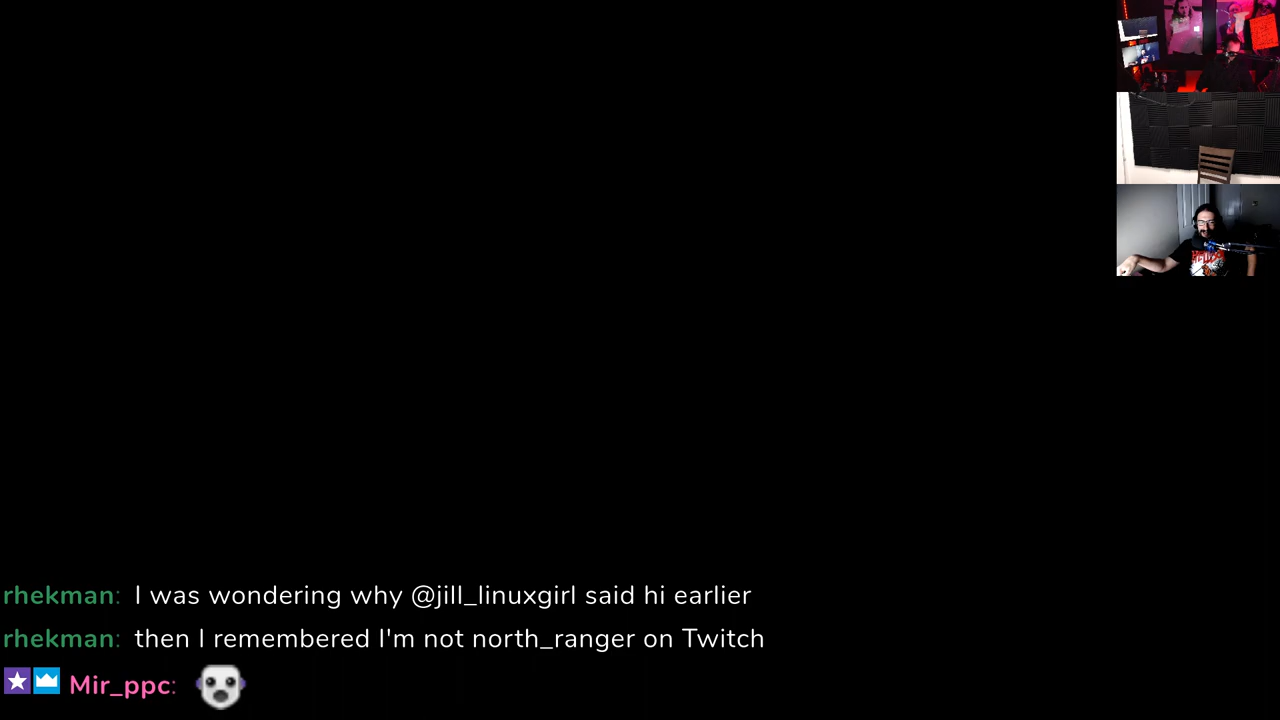 rhekman: I was wondering why @jill_linuxgirl said hi earlier
rhekman: then I remembered I'm not north_ranger on Twitch
Mir_ppc: